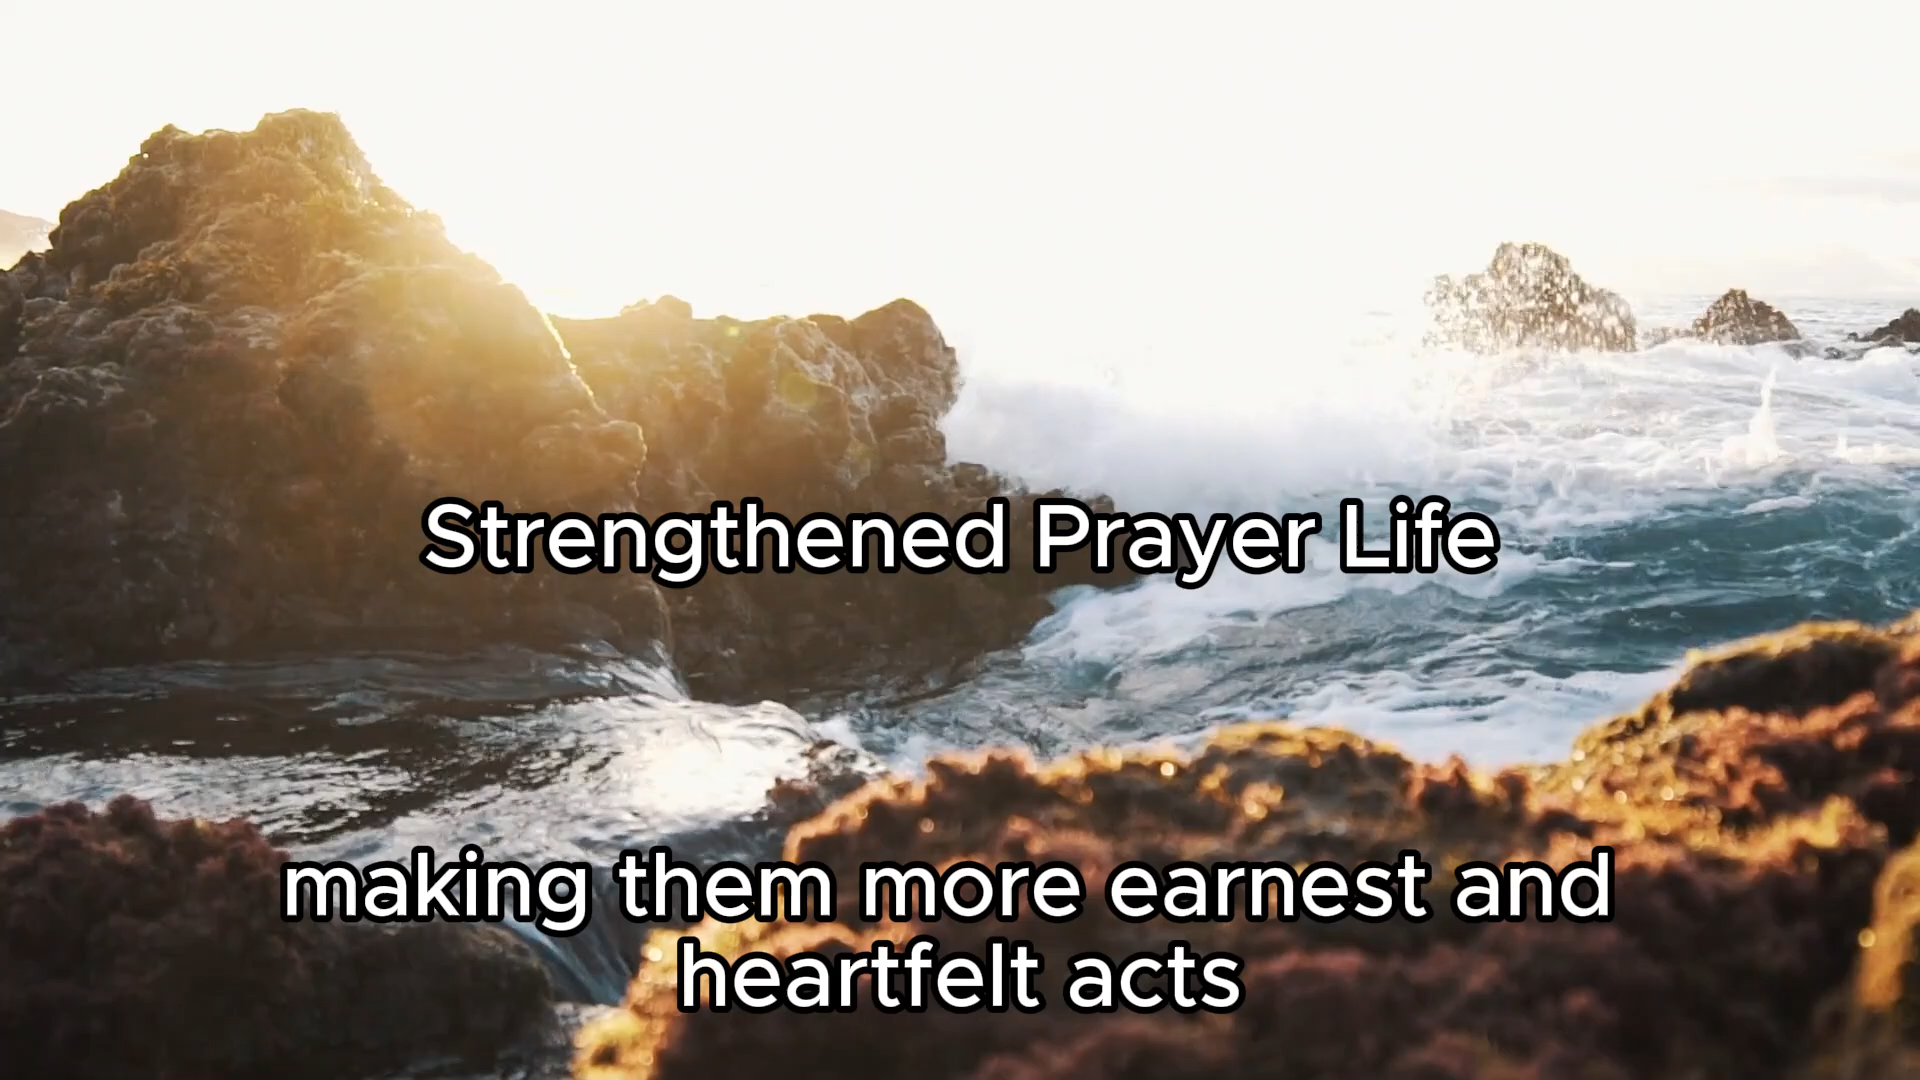 Strengthened Prayer Life
making them more earnest and
heartfelt acts